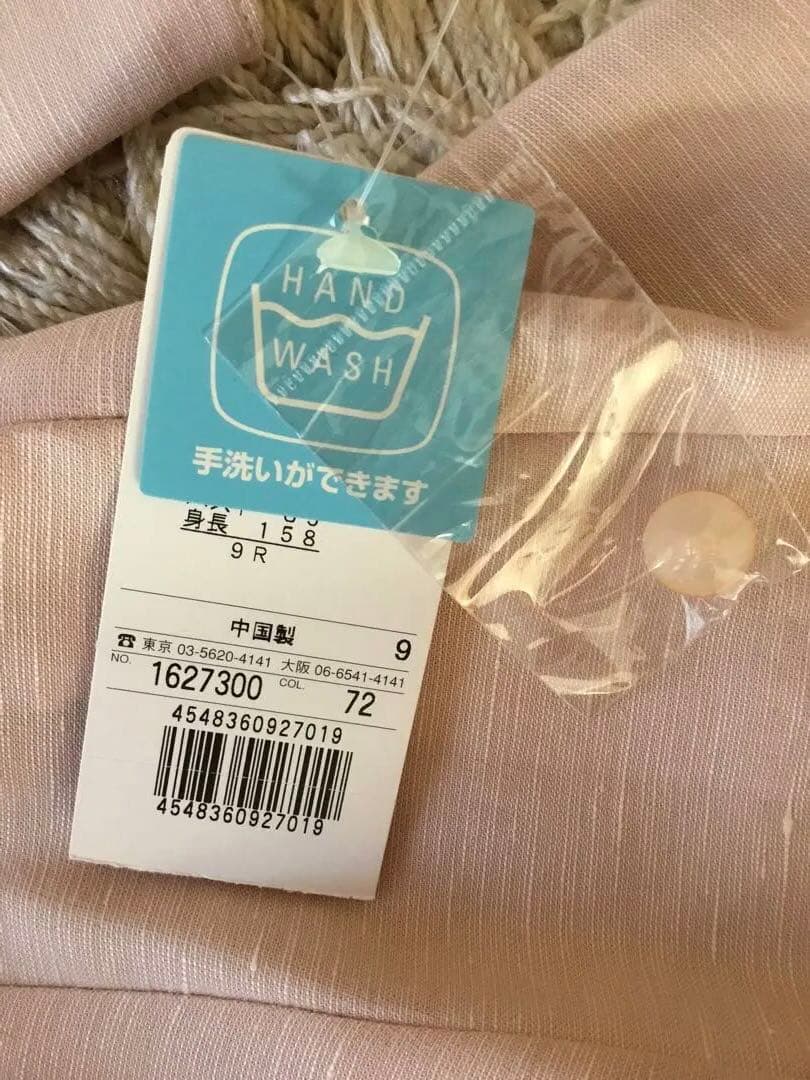 HAND
WASH
手洗いができます
身長 158
9R
中国製 9
☎ 東京 03-5620-4141 大阪 06-6541-4141
NO. 1627300 COL. 72
4548360927019
4548360927019